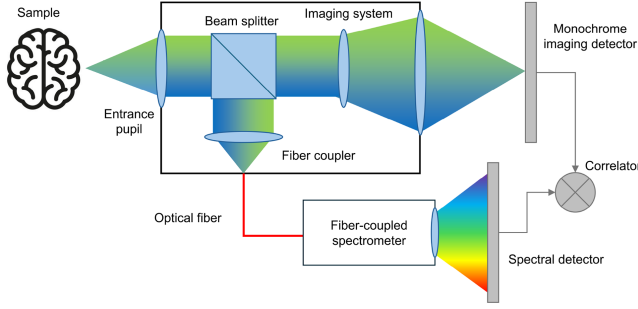 Sample
Beam splitter
Imaging system
Monochrome
imaging detector
Entrance
pupil
Fiber coupler
Correlator
Optical fiber
Fiber-coupled
spectrometer
Spectral detector